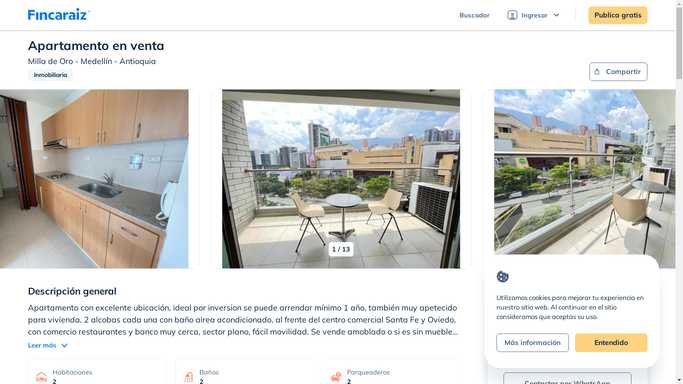 Fincaraiz
Buscador
Ingresar
Publica gratis
Apartamento en venta
Milla de Oro - Medellín - Antioquia
Inmobiliaria
Compartir
1 / 13
Descripción general
Apartamento con excelente ubicación, ideal por inversion se puede arrendar mínimo 1 año, también muy apetecido
para vivienda, 2 alcobas cada una con baño airea acondicionado, al frente del centro comercial Santa Fe y Oviedo,
con comercio restaurantes y banco muy cerca, sector plano, fácil movilidad. Se vende amoblado o si es sin mueble...
Leer más
Habitaciones
2
Baños
2
Parqueaderos
2
Utilizamos cookies para mejorar tu experiencia en
nuestro sitio web. Al continuar en el sitio
consideramos que aceptas su uso.
Más información
Entendido
Contactar por WhatsApp